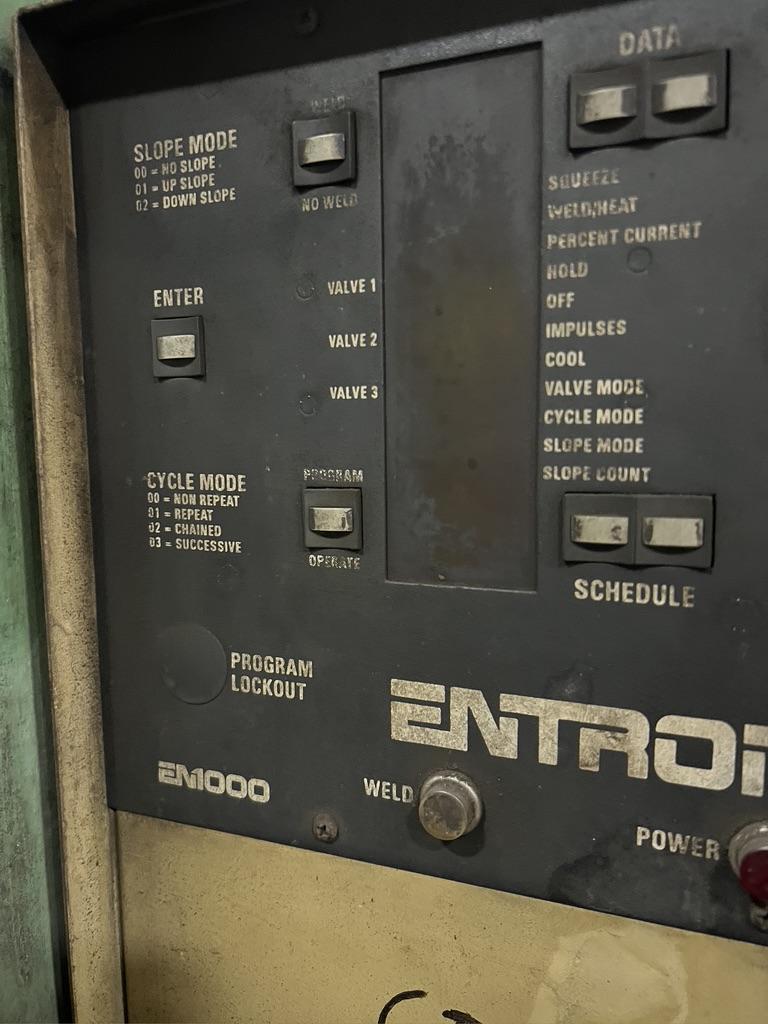 DATA
WELD
SLOPE MODE
00 = NO SLOPE
01 = UP SLOPE
02 = DOWN SLOPE
NO WELD
SQUEEZE
WELD/HEAT
PERCENT CURRENT
HOLD
OFF
IMPULSES
COOL
VALVE MODE
CYCLE MODE
SLOPE MODE
SLOPE COUNT
ENTER
VALVE 1
VALVE 2
VALVE 3
PROGRAM
CYCLE MODE
00 = NON REPEAT
01 = REPEAT
02 = CHAINED
03 = SUCCESSIVE
OPERATE
SCHEDULE
PROGRAM
LOCKOUT
ENTRO
EN1000
WELD
POWER